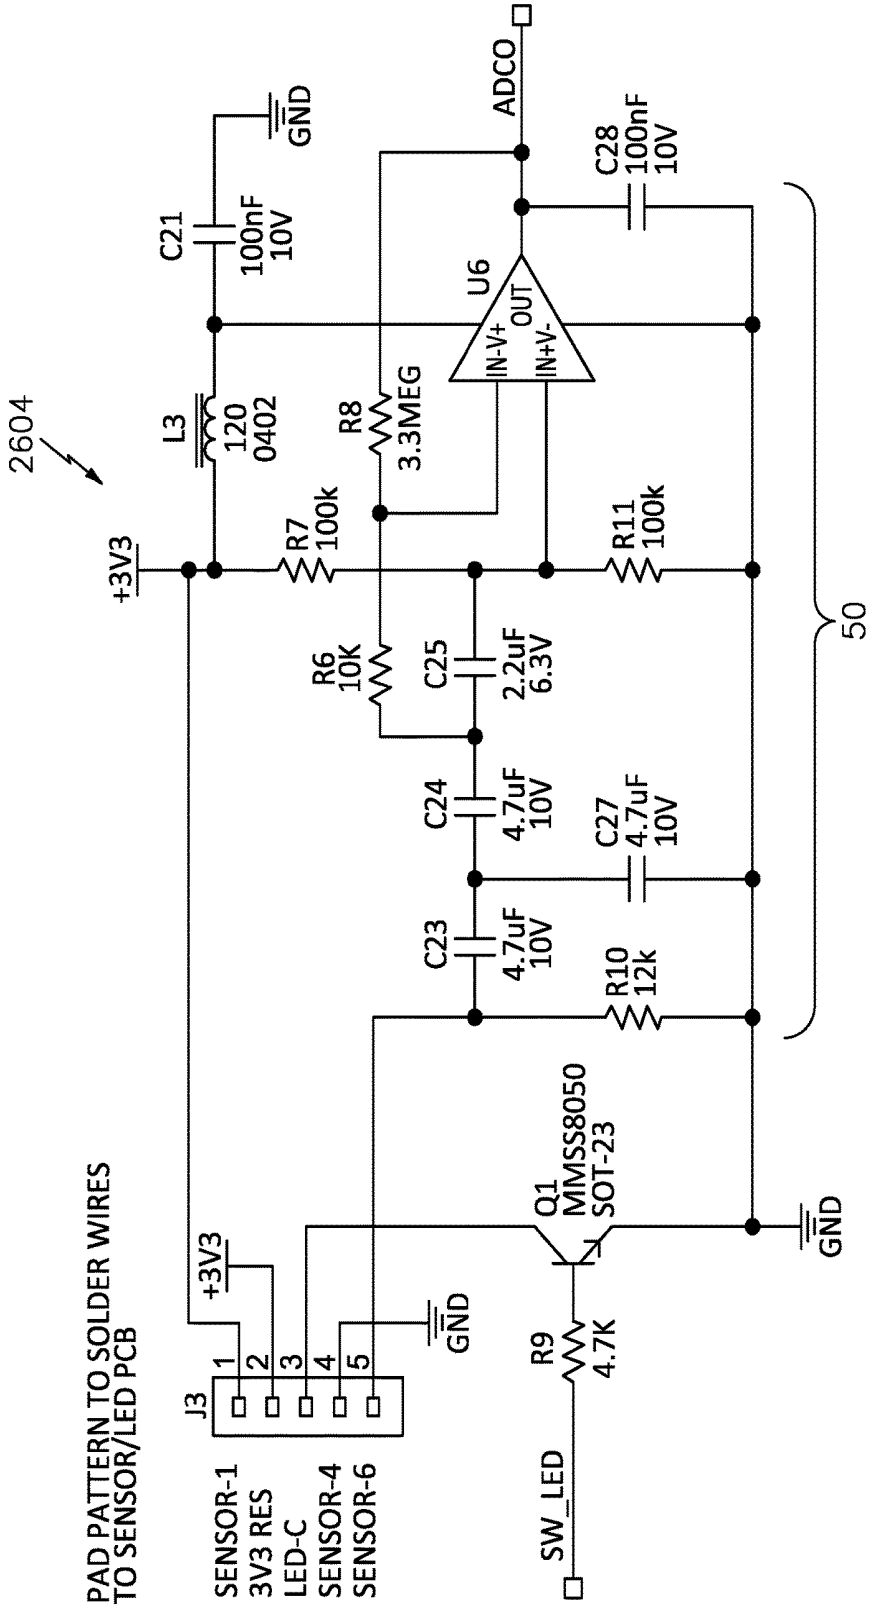 2604
PAD PATTERN TO SOLDER WIRES
TO SENSOR/LED PCB
J3
SENSOR-1
3V3 RES
LED-C
SENSOR-4
SENSOR-6
1
2
3
4
5
+3V3
GND
SW_LED
R9
4.7K
Q1
MMSS8050
SOT-23
GND
+3V3
L3
120
0402
C21
100nF
10V
GND
R7
100k
R8
3.3MEG
R6
10K
C23
4.7uF
10V
C24
4.7uF
10V
C25
2.2uF
6.3V
R10
12k
C27
4.7uF
10V
R11
100k
U6
IN-V+
OUT
IN+V-
ADCO
C28
100nF
10V
50